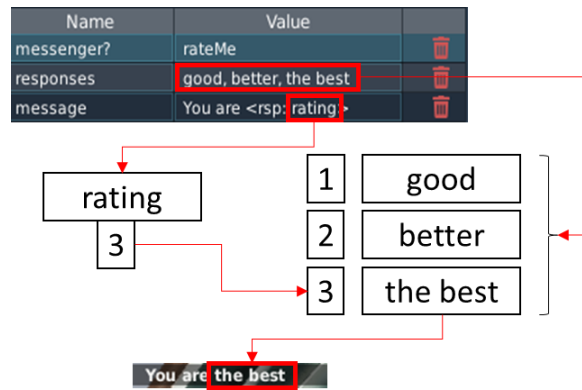 Name Value
messenger? rateMe
responses good, better, the best
message You are <rsp: rating:>
rating
3
1 good
2 better
3 the best
You are the best